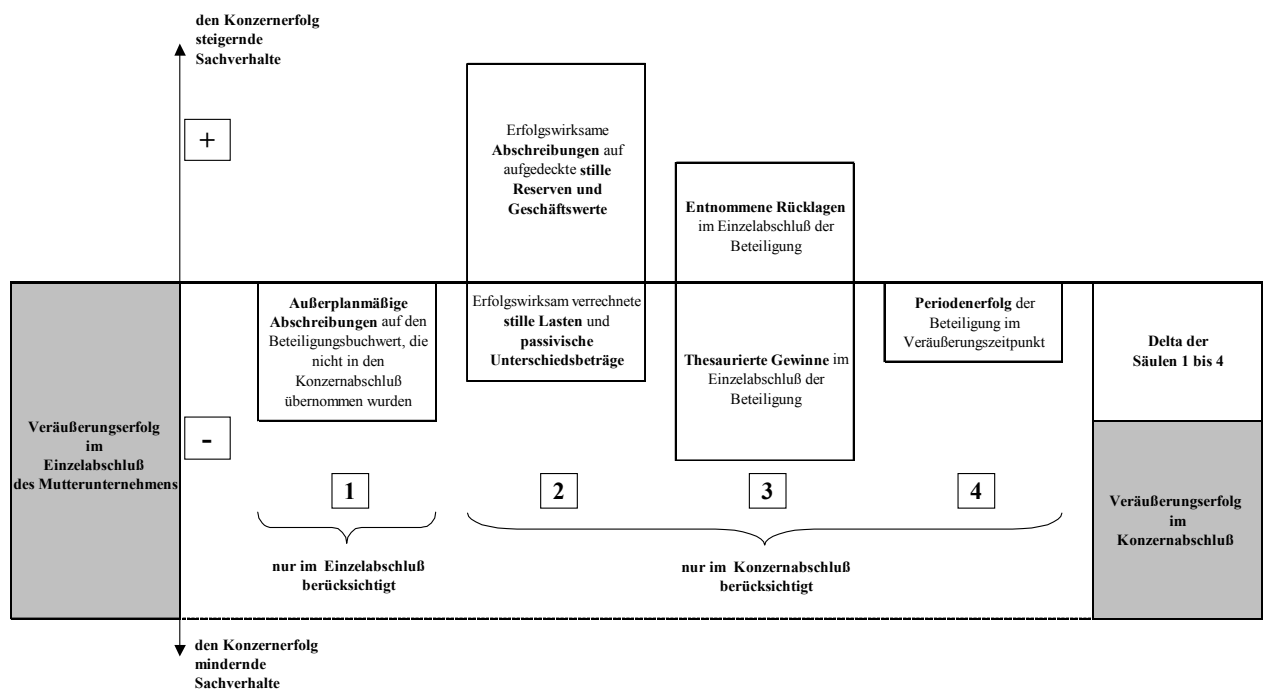 den Konzernerfolg
steigernde
Sachverhalte
+
Erfolgswirksame
Abschreibungen auf
aufgedeckte stille
Reserven und
Geschäftswerte
Entnommene Rücklagen
im Einzelabschluß der
Beteiligung
Außerplanmäßige
Abschreibungen auf den
Beteiligungsbuchwert, die
nicht in den
Konzernabschluß
übernommen wurden
Erfolgswirksam verrechnete
stille Lasten und
passivische
Unterschiedsbeträge
Thesaurierte Gewinne im
Einzelabschluß der
Beteiligung
Periodenerfolg der
Beteiligung im
Veräußerungszeitpunkt
Delta der
Säulen 1 bis 4
Veräußerungserfolg
im
Einzelabschluß
des Mutterunternehmens
-
1
2
3
4
Veräußerungserfolg
im
Konzernabschluß
nur im Einzelabschluß
berücksichtigt
nur im Konzernabschluß
berücksichtigt
den Konzernerfolg
mindernde
Sachverhalte